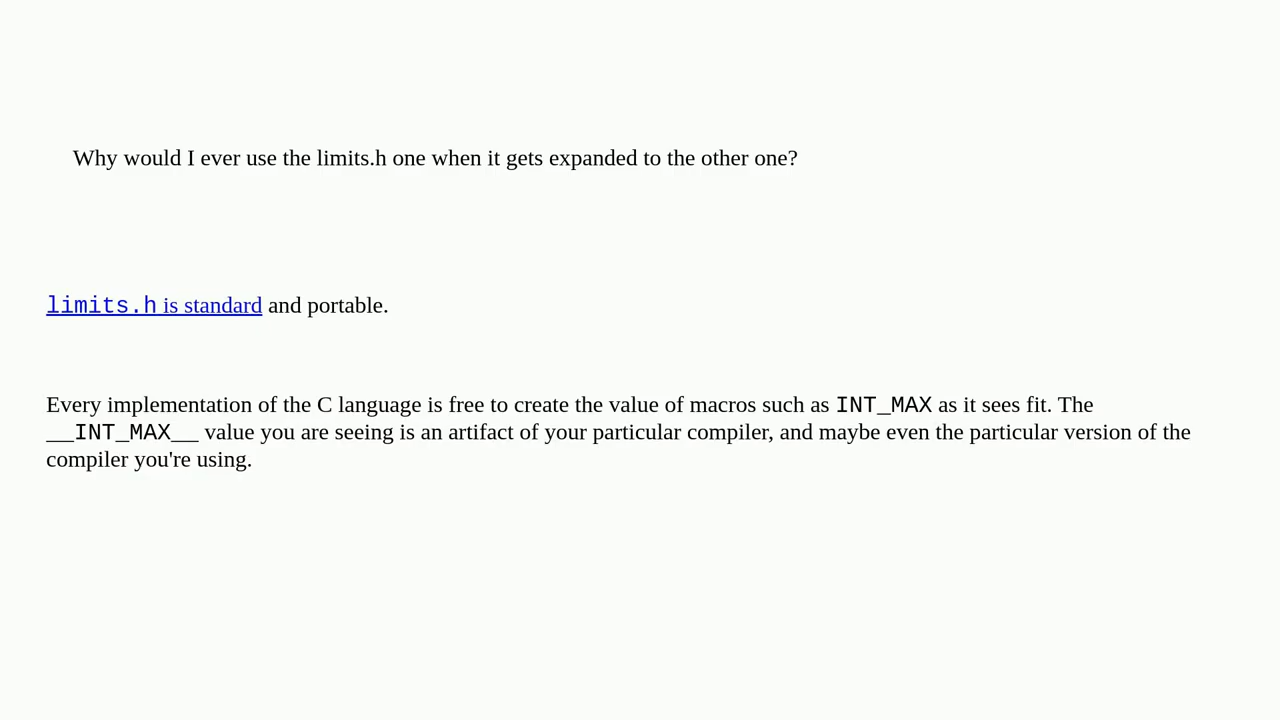 Why would I ever use the limits.h one when it gets expanded to the other one?
limits.h is standard and portable.
Every implementation of the C language is free to create the value of macros such as INT_MAX as it sees fit. The
__INT_MAX__ value you are seeing is an artifact of your particular compiler, and maybe even the particular version of the
compiler you're using.